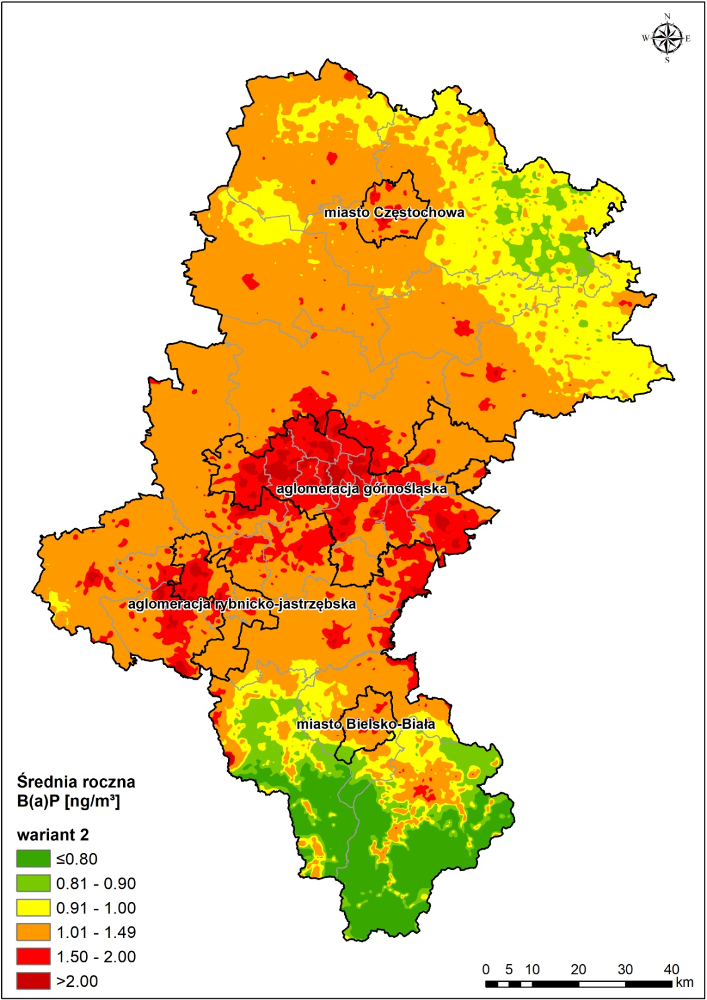 N
W E
S
miasto Częstochowa
aglomeracja górnośląska
aglomeracja rybnicko-jastrzębska
miasto Bielsko-Biała
Średnia roczna
B(a)P [ng/m³]
wariant 2
≤0.80
0.81 - 0.90
0.91 - 1.00
1.01 - 1.49
1.50 - 2.00
>2.00
0 5 10 20 30 40
km